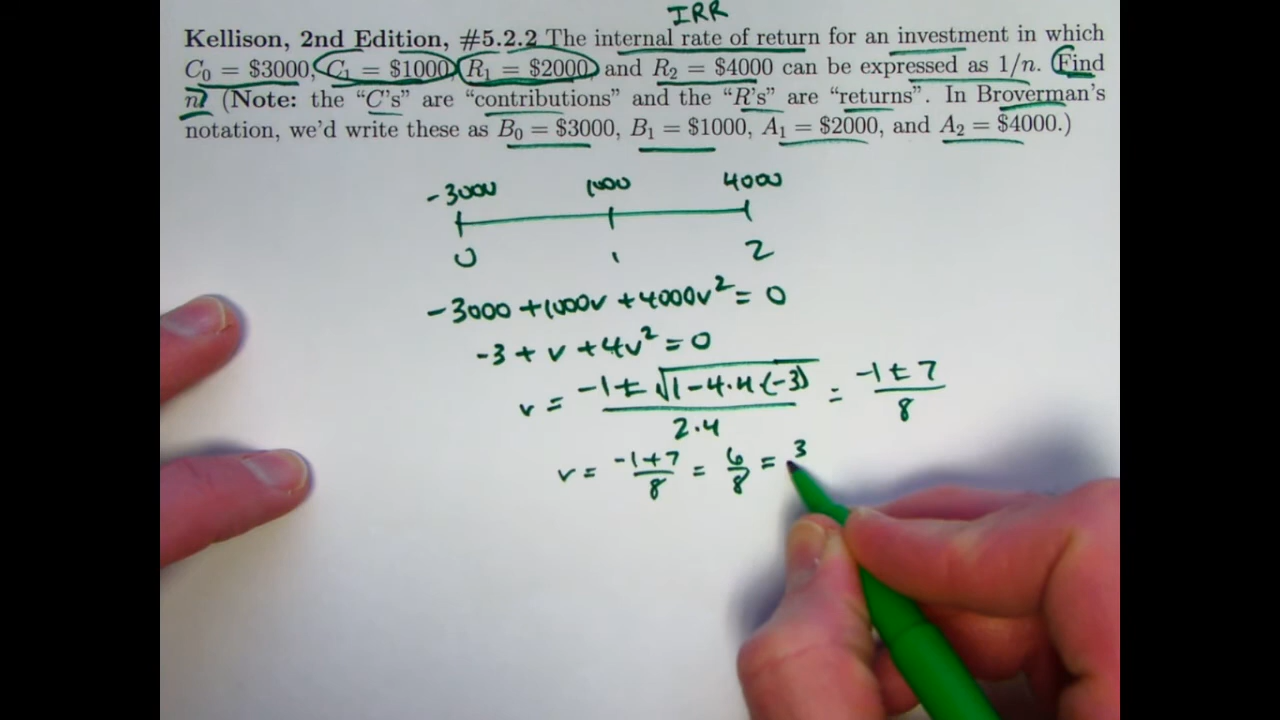 IRR
Kellison, 2nd Edition, #5.2.2 The internal rate of return for an investment in which
C₀ = $3000, C₁ = $1000, R₁ = $2000, and R₂ = $4000 can be expressed as 1/n. Find
n. (Note: the “C’s” are “contributions” and the “R’s” are “returns”. In Broverman’s
notation, we’d write these as B₀ = $3000, B₁ = $1000, A₁ = $2000, and A₂ = $4000.)
-3000 1000 4000
0 1 2
-3000 + 1000v + 4000v² = 0
-3 + v + 4v² = 0
v = (-1 ± √(1-4·4(-3)))/(2·4) = (-1 ± 7)/8
v = (-1+7)/8 = 6/8 = 3